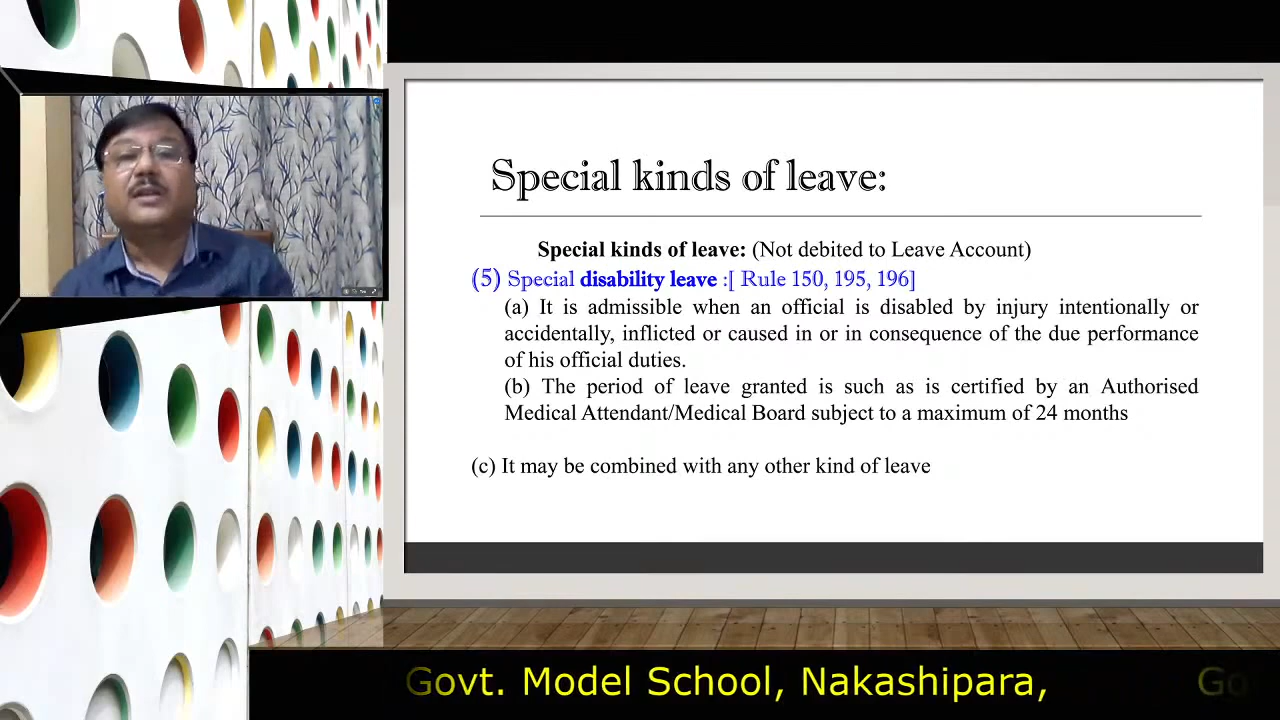 Special kinds of leave:
Special kinds of leave: (Not debited to Leave Account)
(5) Special disability leave :[ Rule 150, 195, 196]
(a) It is admissible when an official is disabled by injury intentionally or
accidentally, inflicted or caused in or in consequence of the due performance
of his official duties.
(b) The period of leave granted is such as is certified by an Authorised
Medical Attendant/Medical Board subject to a maximum of 24 months
(c) It may be combined with any other kind of leave
Govt. Model School, Nakashipara, Go